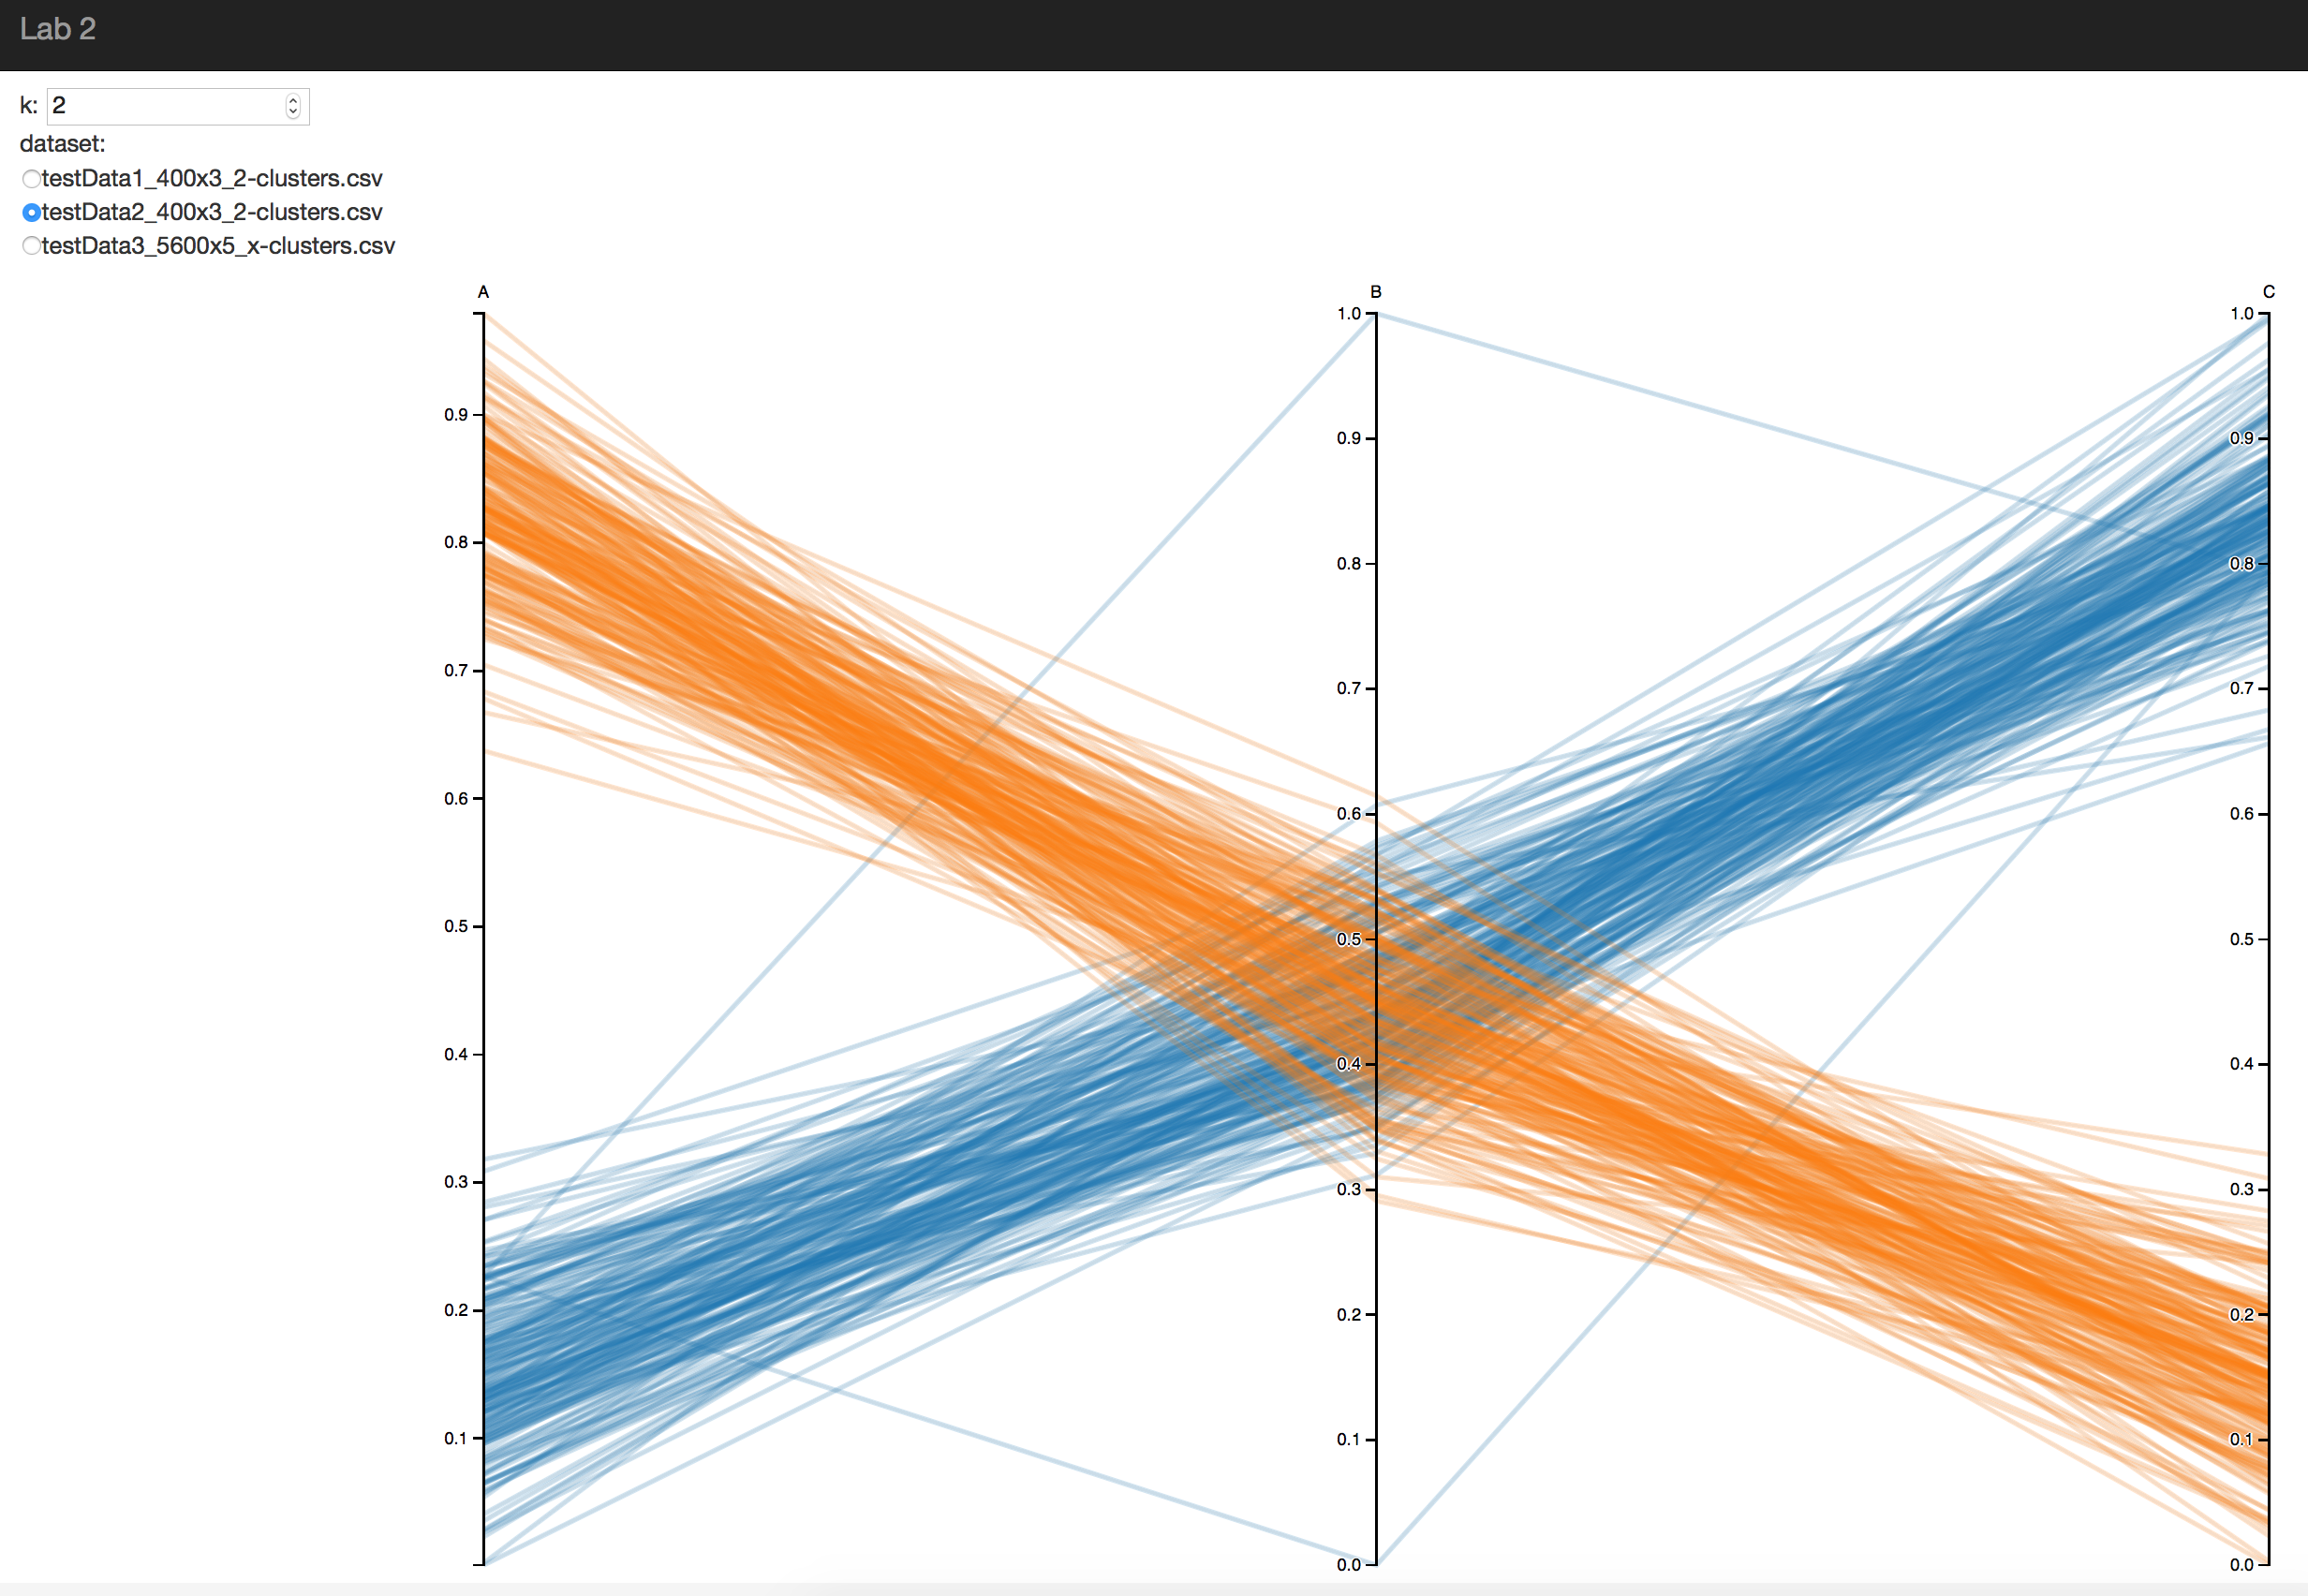 Lab 2
k: 2
dataset:
testData1_400x3_2-clusters.csv
testData2_400x3_2-clusters.csv
testData3_5600x5_x-clusters.csv
A B C
1.0 1.0
0.9 0.9 0.9
0.8 0.8 0.8
0.7 0.7 0.7
0.6 0.6 0.6
0.5 0.5 0.5
0.4 0.4 0.4
0.3 0.3 0.3
0.2 0.2 0.2
0.1 0.1 0.1
0.0 0.0